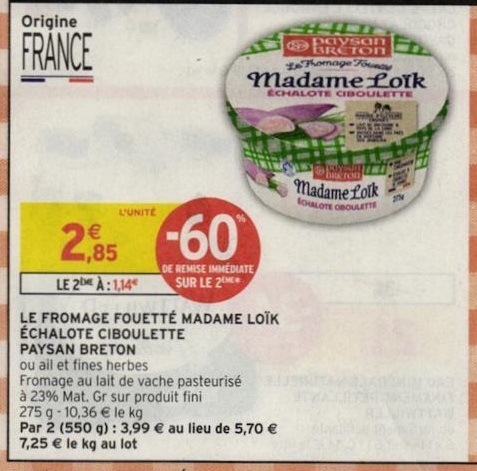 Origine
FRANCE
paysan
BRETON
Le Fromage Fouetté
Madame Loïk
ÉCHALOTE CIBOULETTE
paysan
BRETON
Madame Loïk
ÉCHALOTE CIBOULETTE
L'UNITÉ
2€,85
-60%
DE REMISE IMMÉDIATE
SUR LE 2ÈME*
LE 2ÈME À : 1,14€
LE FROMAGE FOUETTÉ MADAME LOÏK
ÉCHALOTE CIBOULETTE
PAYSAN BRETON
ou ail et fines herbes
Fromage au lait de vache pasteurisé
à 23% Mat. Gr sur produit fini
275 g - 10,36 € le kg
Par 2 (550 g) : 3,99 € au lieu de 5,70 €
7,25 € le kg au lot